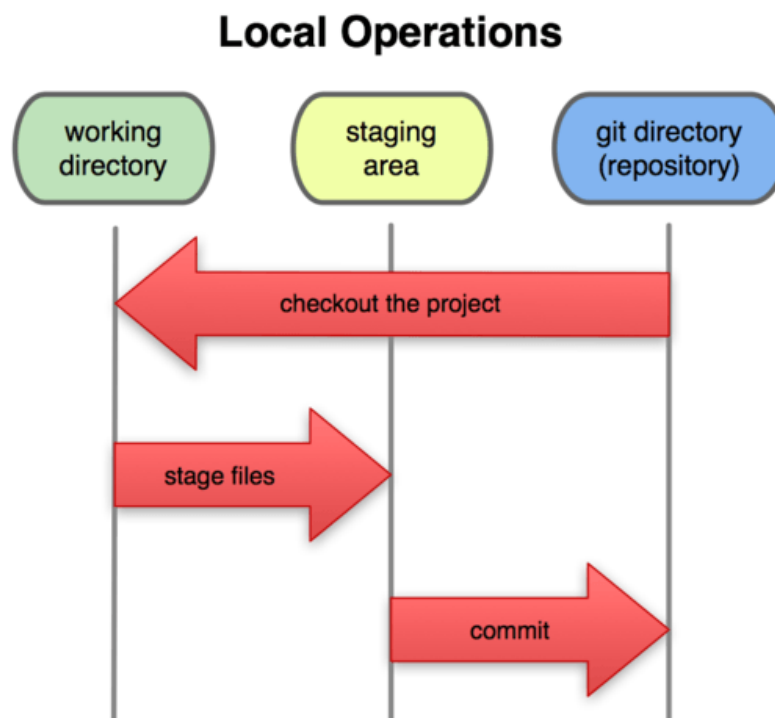 Local Operations
working
directory
staging
area
git directory
(repository)
checkout the project
stage files
commit